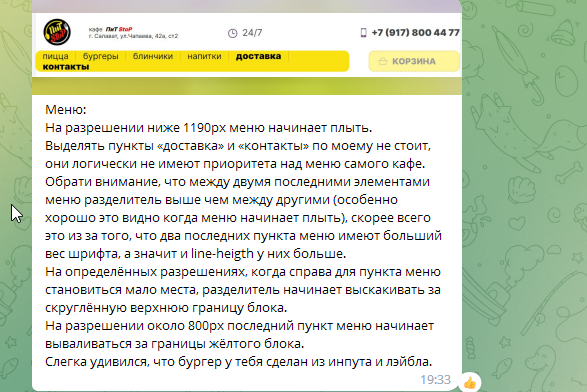 ПиТ
StoP
кафе ПиТ StoP
г. Салават, ул.Чапаева, 42а, ст2
24/7
+7 (917) 800 44 77
пицца бургеры блинчики напитки доставка
контакты
КОРЗИНА
Меню:
На разрешении ниже 1190px меню начинает плыть.
Выделять пункты «доставка» и «контакты» по моему не стоит,
они логически не имеют приоритета над меню самого кафе.
Обрати внимание, что между двумя последними элементами
меню разделитель выше чем между другими (особенно
хорошо это видно когда меню начинает плыть), скорее всего
это из за того, что два последних пункта меню имеют больший
вес шрифта, а значит и line-heigth у них больше.
На определённых разрешениях, когда справа для пункта меню
становиться мало места, разделитель начинает выскакивать за
скруглённую верхнюю границу блока.
На разрешении около 800px последний пункт меню начинает
вываливаться за границы жёлтого блока.
Слегка удивился, что бургер у тебя сделан из инпута и лэйбла.
19:33